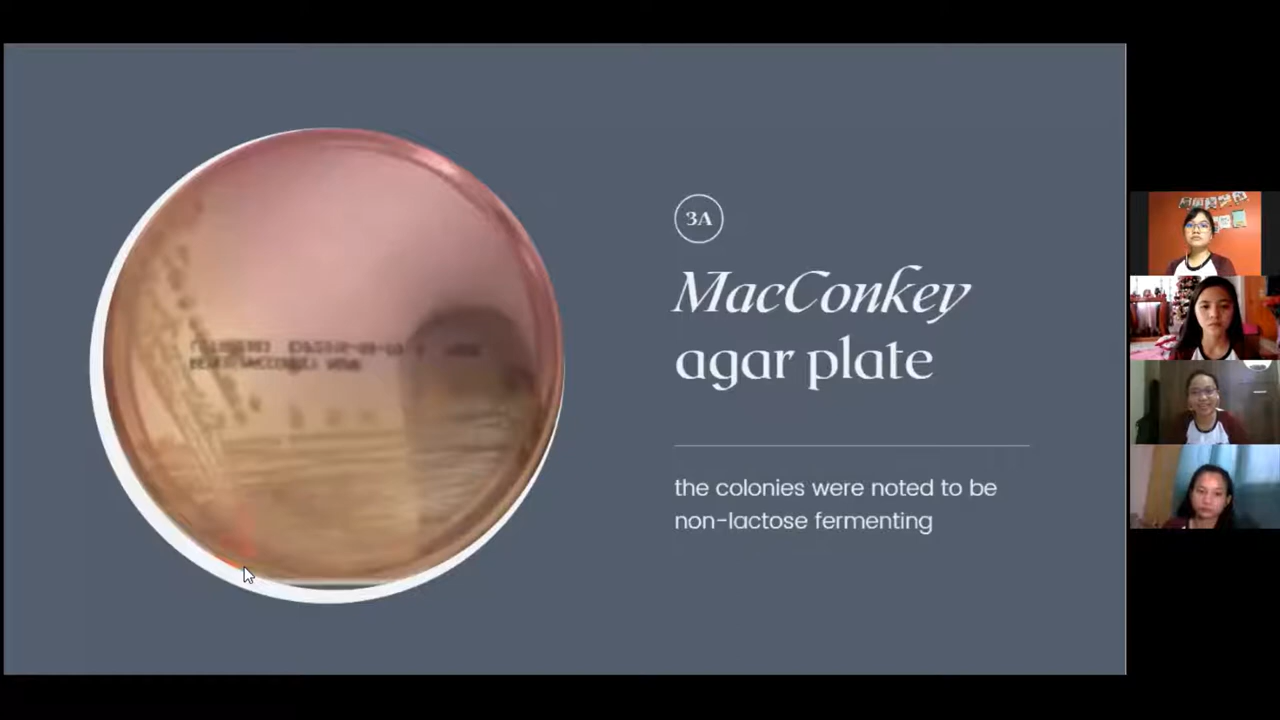 3A
MacConkey
agar plate
the colonies were noted to be
non-lactose fermenting